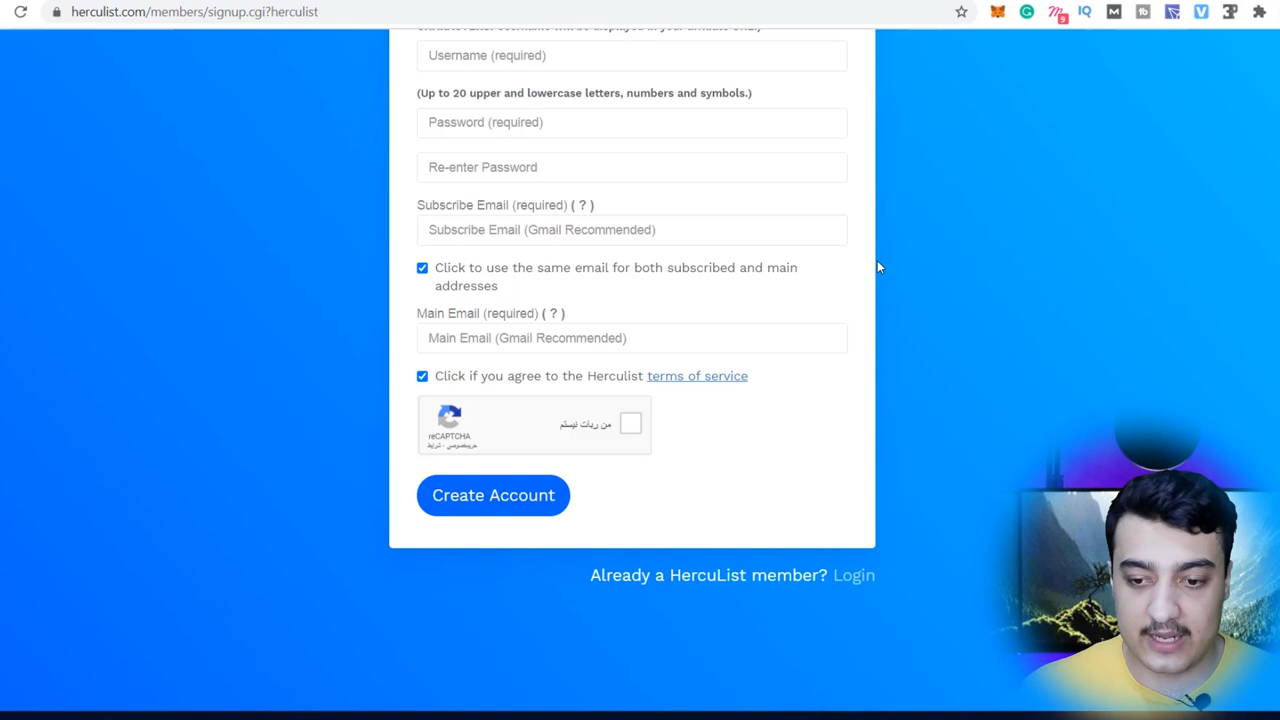 herculist.com/members/signup.cgi?herculist
Username (required)
(Up to 20 upper and lowercase letters, numbers and symbols.)
Password (required)
Re-enter Password
Subscribe Email (required) ( ? )
Subscribe Email (Gmail Recommended)
Click to use the same email for both subscribed and main
addresses
Main Email (required) ( ? )
Main Email (Gmail Recommended)
Click if you agree to the Herculist terms of service
من ربات نیستم
reCAPTCHA
حریم‌خصوصی - شرایط
Create Account
Already a HercuList member? Login